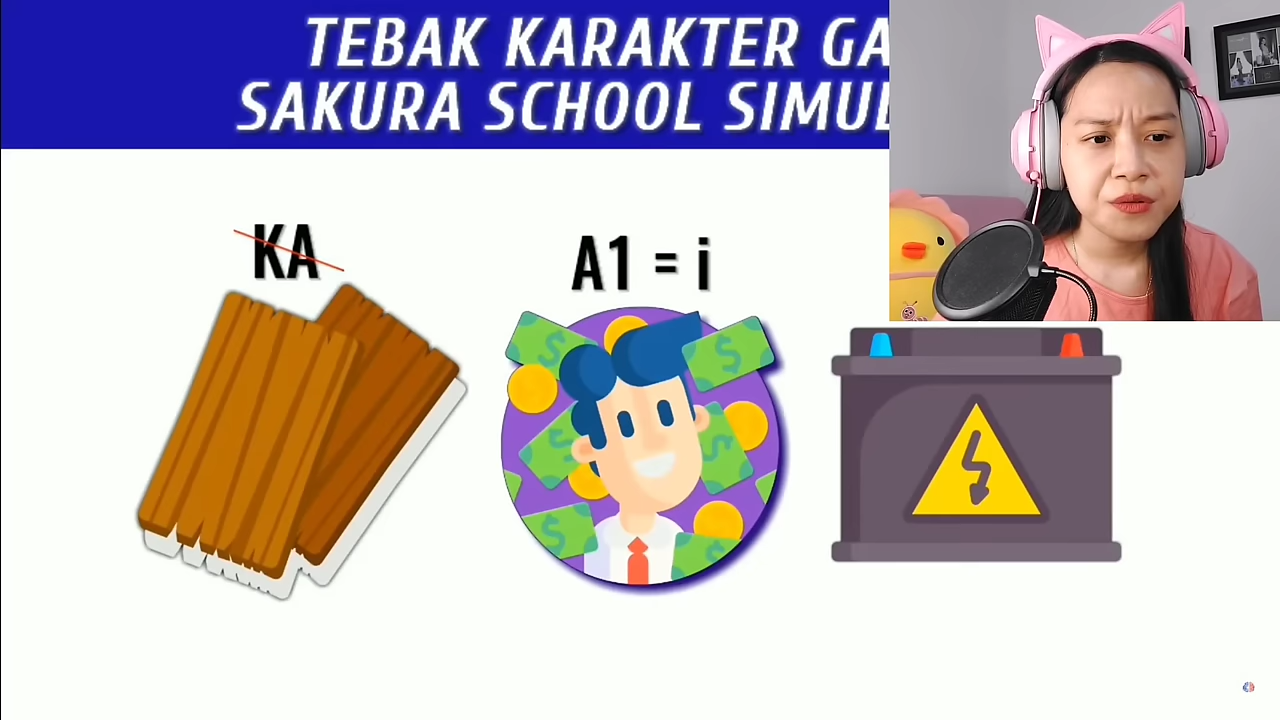 TEBAK KARAKTER GA
SAKURA SCHOOL SIMUL
KA
A1 = i